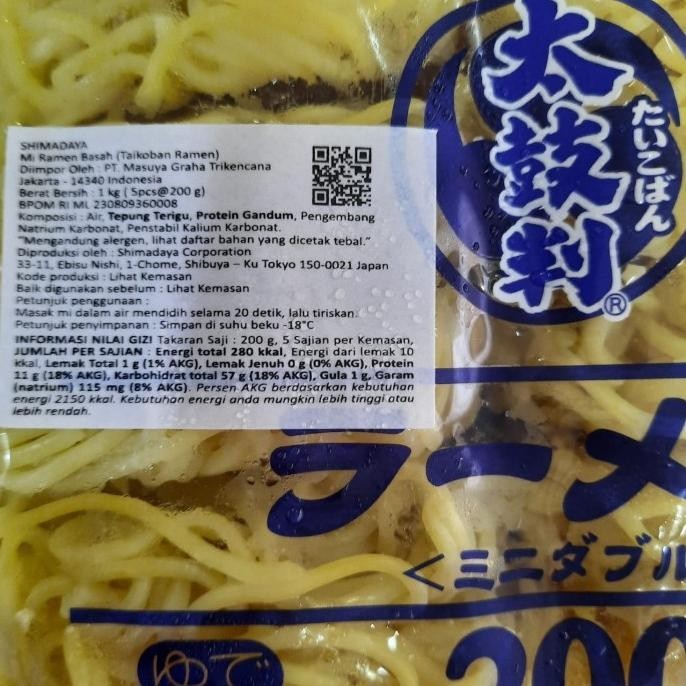 太鼓判
たいこばん
®
SHIMADAYA
Mi Ramen Basah (Taikoban Ramen)
Diimpor Oleh : PT. Masuya Graha Trikencana
Jakarta - 14340 Indonesia
Berat Bersih : 1 kg ( 5pcs@200 g)
BPOM RI ML 230809360008
Komposisi : Air, Tepung Terigu, Protein Gandum, Pengembang
Natrium Karbonat, Penstabil Kalium Karbonat.
"Mengandung alergen, lihat daftar bahan yang dicetak tebal."
Diproduksi oleh : Shimadaya Corporation
33-11, Ebisu Nishi, 1-Chome, Shibuya – Ku Tokyo 150-0021 Japan
Kode produksi : Lihat Kemasan
Baik digunakan sebelum : Lihat Kemasan
Petunjuk penggunaan :
Masak mi dalam air mendidih selama 20 detik, lalu tiriskan.
Petunjuk penyimpanan : Simpan di suhu beku -18°C
INFORMASI NILAI GIZI Takaran Saji : 200 g, 5 Sajian per Kemasan,
JUMLAH PER SAJIAN : Energi total 280 kkal, Energi dari lemak 10
kkal, Lemak Total 1 g (1% AKG), Lemak Jenuh 0 g (0% AKG), Protein
11 g (18% AKG), Karbohidrat total 57 g (18% AKG), Gula 1 g, Garam
(natrium) 115 mg (8% AKG). Persen AKG berdasarkan kebutuhan
energi 2150 kkal. Kebutuhan energi anda mungkin lebih tinggi atau
lebih rendah.
ラーメ
<ミニダブル
ゆで
200